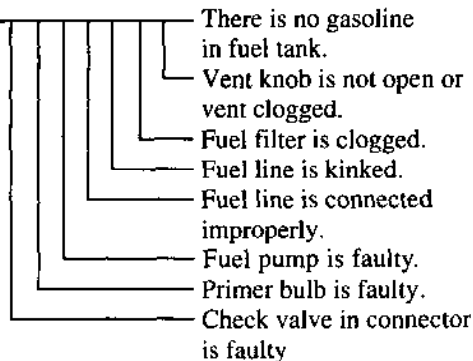 There is no gasoline
in fuel tank.
Vent knob is not open or
vent clogged.
Fuel filter is clogged.
Fuel line is kinked.
Fuel line is connected
improperly.
Fuel pump is faulty.
Primer bulb is faulty.
Check valve in connector
is faulty